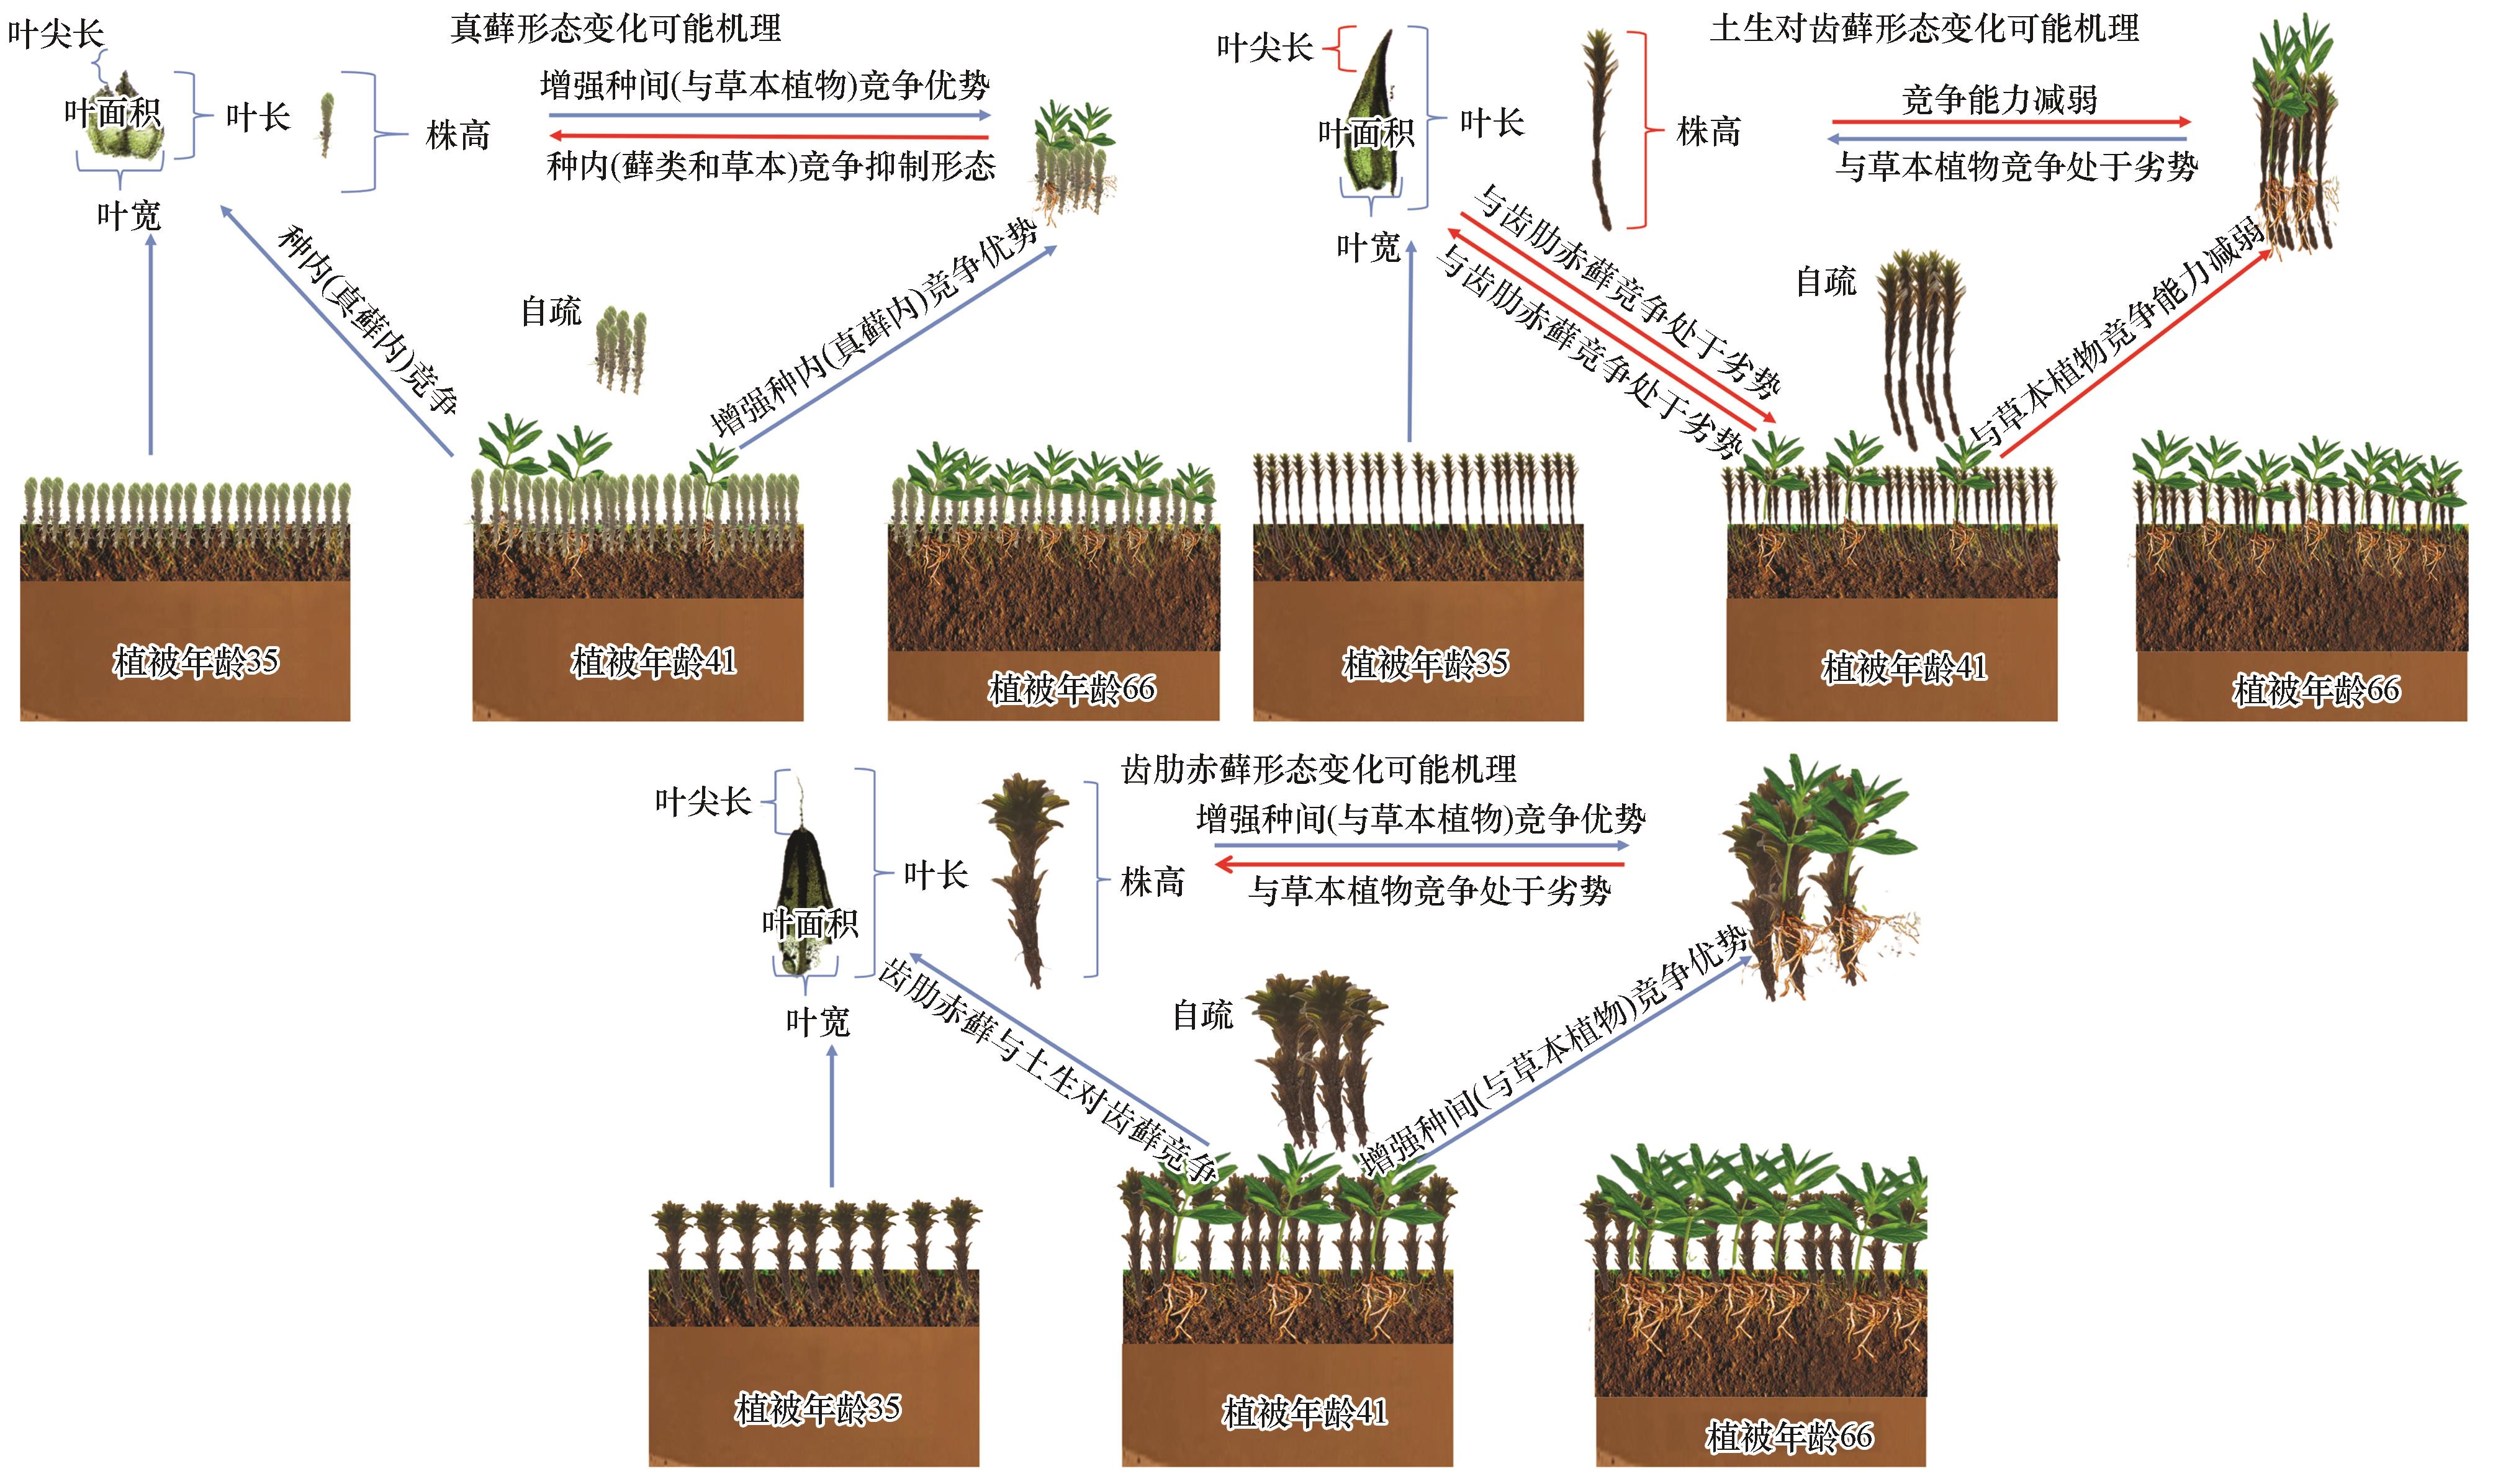 真藓形态变化可能机理
叶尖长
叶面积
叶长
株高
叶宽
增强种间(与草本植物)竞争优势
种内(藓类和草本)竞争抑制形态
种内(真藓内)竞争
自疏
增强种内(真藓内)竞争优势
植被年龄35
植被年龄41
植被年龄66
土生对齿藓形态变化可能机理
叶尖长
叶面积
叶长
株高
叶宽
竞争能力减弱
与草本植物竞争处于劣势
与齿肋赤藓竞争处于劣势
与齿肋赤藓竞争处于劣势
自疏
与草本植物竞争能力减弱
植被年龄35
植被年龄41
植被年龄66
齿肋赤藓形态变化可能机理
叶尖长
叶面积
叶长
株高
叶宽
增强种间(与草本植物)竞争优势
与草本植物竞争处于劣势
齿肋赤藓与土生对齿藓竞争
自疏
增强种间(与草本植物)竞争优势
植被年龄35
植被年龄41
植被年龄66